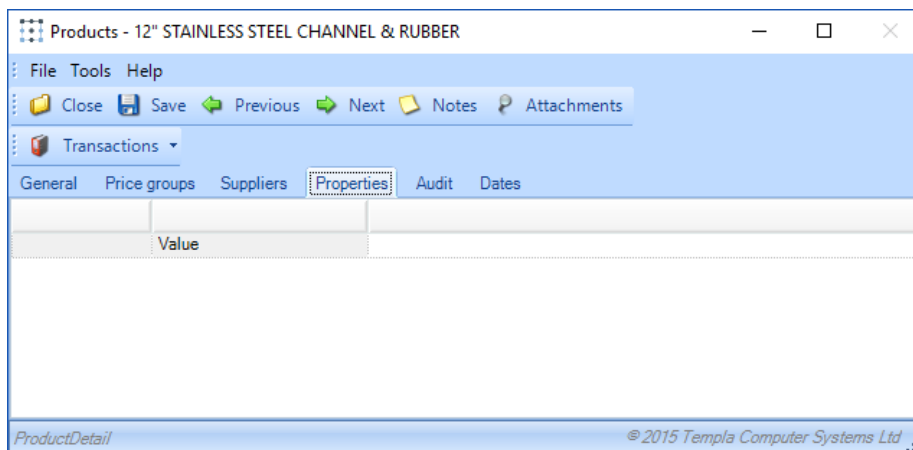 Products - 12" STAINLESS STEEL CHANNEL & RUBBER
File Tools Help
Close Save Previous Next Notes Attachments
Transactions
General Price groups Suppliers Properties Audit Dates
Value
ProductDetail © 2015 Templa Computer Systems Ltd